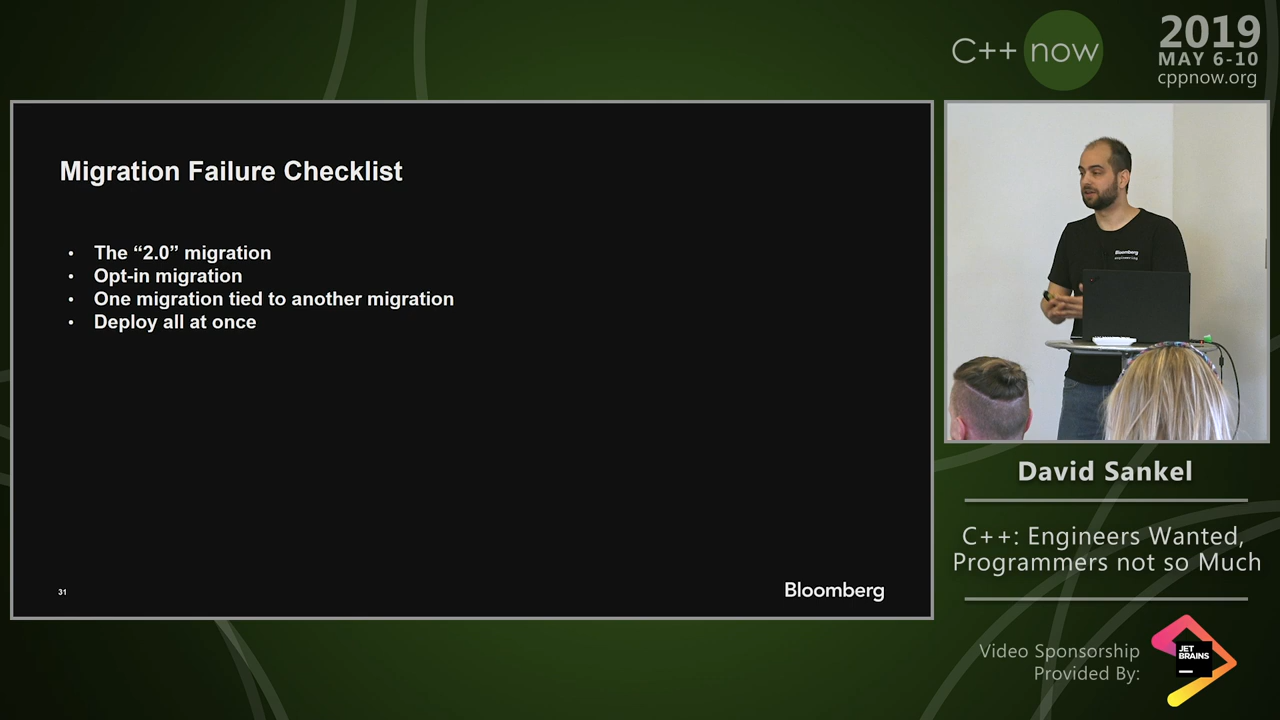 C++ now
2019
MAY 6-10
cppnow.org
Migration Failure Checklist
• The “2.0” migration
• Opt-in migration
• One migration tied to another migration
• Deploy all at once
31
Bloomberg
Bloomberg
engineering
David Sankel
C++: Engineers Wanted,
Programmers not so Much
Video Sponsorship
Provided By:
JET
BRAINS